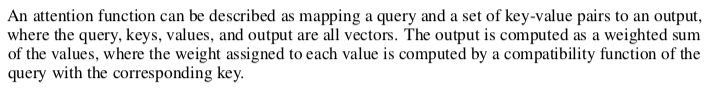 An attention function can be described as mapping a query and a set of key-value pairs to an output,
where the query, keys, values, and output are all vectors. The output is computed as a weighted sum
of the values, where the weight assigned to each value is computed by a compatibility function of the
query with the corresponding key.